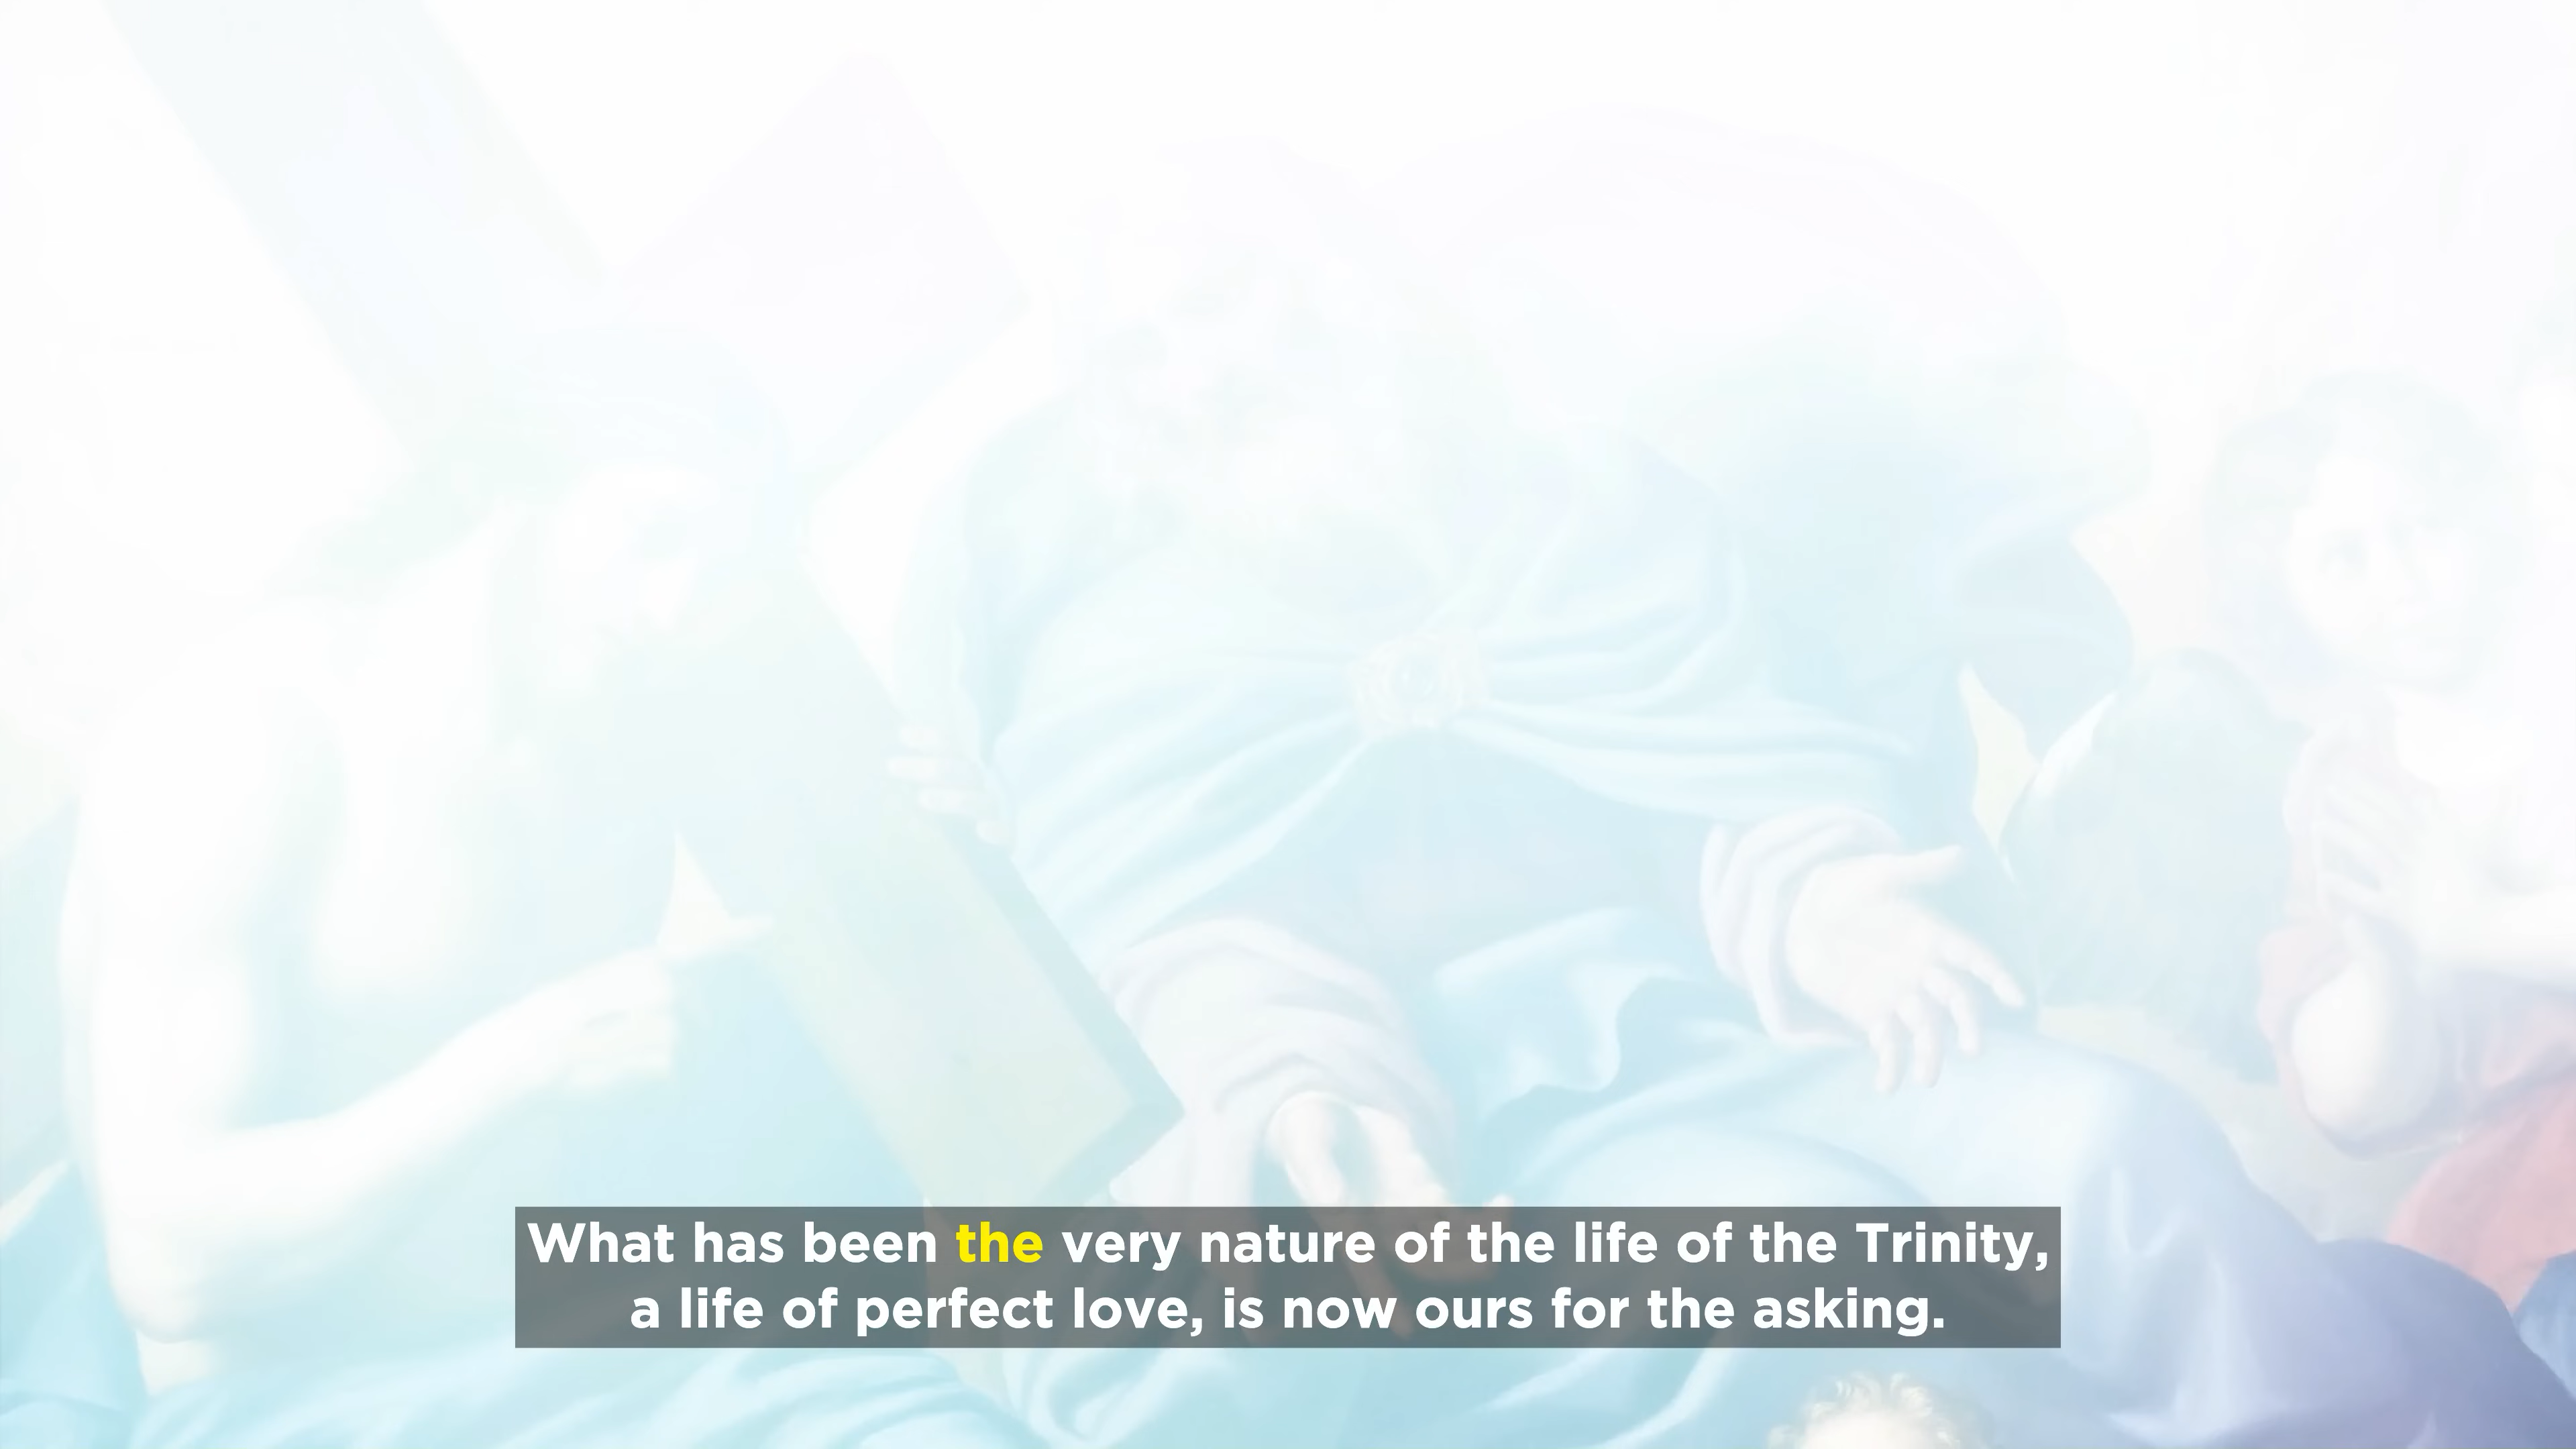 What has been the very nature of the life of the Trinity,
a life of perfect love, is now ours for the asking.